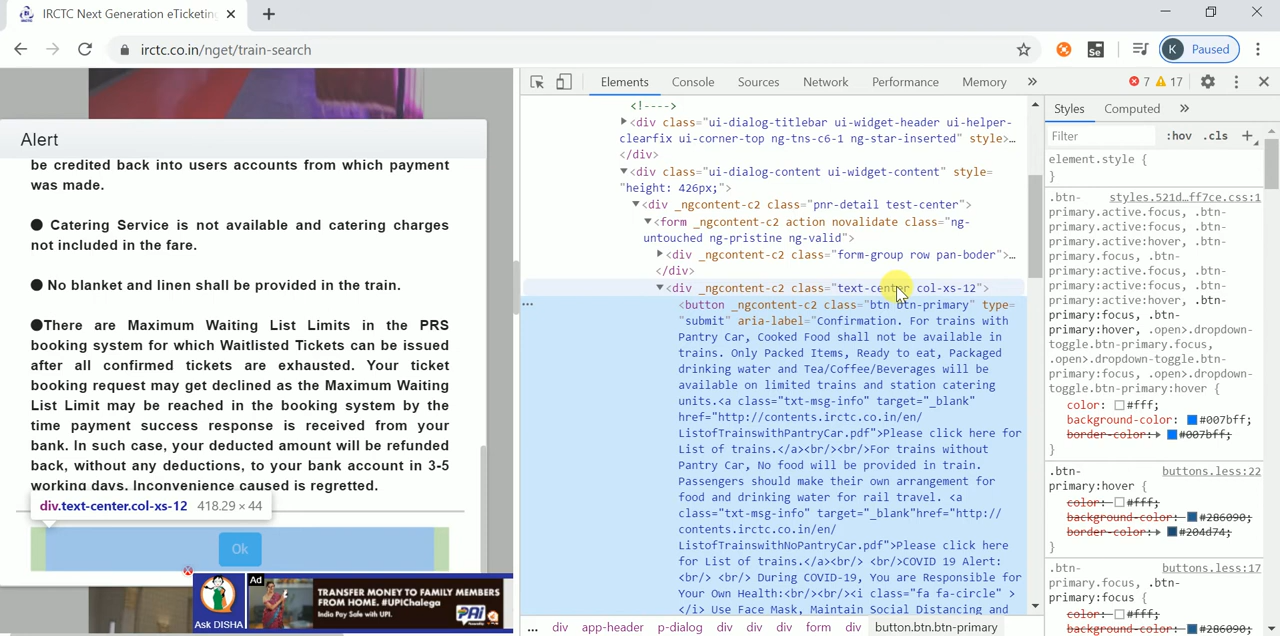 IRCTC Next Generation eTicketing
irctc.co.in/nget/train-search
K Paused
Elements Console Sources Network Performance Memory » 7 17
Alert
be credited back into users accounts from which payment
was made.
● Catering Service is not available and catering charges
not included in the fare.
● No blanket and linen shall be provided in the train.
●There are Maximum Waiting List Limits in the PRS
booking system for which Waitlisted Tickets can be issued
after all confirmed tickets are exhausted. Your ticket
booking request may get declined as the Maximum Waiting
List Limit may be reached in the booking system by the
time payment success response is received from your
bank. In such case, your deducted amount will be refunded
back, without any deductions, to your bank account in 3-5
working days. Inconvenience caused is regretted.
div.text-center.col-xs-12 418.29 × 44
Ok
Ask DISHA
Ad
TRANSFER MONEY TO FAMILY MEMBERS
FROM HOME. #UPIChalega
India Pay Safe with UPI.
PAi
<!---->
<div class="ui-dialog-titlebar ui-widget-header ui-helper-
clearfix ui-corner-top ng-tns-c6-1 ng-star-inserted" style>…
</div>
<div class="ui-dialog-content ui-widget-content" style=
"height: 426px;">
<div _ngcontent-c2 class="pnr-detail test-center">
<form _ngcontent-c2 action novalidate class="ng-
untouched ng-pristine ng-valid">
<div _ngcontent-c2 class="form-group row pan-boder">…
</div>
<div _ngcontent-c2 class="text-center col-xs-12">
<button _ngcontent-c2 class="btn btn-primary" type=
"submit" aria-label="Confirmation. For trains with
Pantry Car, Cooked Food shall not be available in
trains. Only Packed Items, Ready to eat, Packaged
drinking water and Tea/Coffee/Beverages will be
available on limited trains and station catering
units.<a class="txt-msg-info" target="_blank"
href="http://contents.irctc.co.in/en/
ListofTrainswithPantryCar.pdf">Please click here for
List of trains.</a><br/><br/>For trains without
Pantry Car, No food will be provided in train.
Passengers should make their own arrangement for
food and drinking water for rail travel. <a
class="txt-msg-info" target="_blank"href="http://
contents.irctc.co.in/en/
ListofTrainswithNoPantryCar.pdf">Please click here
for List of trains.</a><br/><br/>COVID 19 Alert:
<br/> <br/> During COVID-19, You are Responsible for
Your Own Health:<br/><br/><i class="fa fa-circle" >
</i> Use Face Mask, Maintain Social Distancing and
... div app-header p-dialog div div div form div button.btn.btn-primary
Styles Computed »
Filter :hov .cls +
element.style {
}
.btn- styles.521d…ff7ce.css:1
primary.active.focus, .btn-
primary.active:focus, .btn-
primary.active:hover, .btn-
primary.focus, .btn-
primary:active.focus, .btn-
primary:active:focus, .btn-
primary:active:hover, .btn-
primary:focus, .btn-
primary:hover, .open>.dropdown-
toggle.btn-primary.focus,
.open>.dropdown-toggle.btn-
primary:focus, .open>.dropdown-
toggle.btn-primary:hover {
color: #fff;
background-color: #007bff;
border-color: #007bff;
}
.btn- buttons.less:22
primary:hover {
color: #fff;
background-color: #286090;
border-color: #204d74;
}
.btn- buttons.less:17
primary.focus, .btn-
primary:focus {
color: #fff;
background-color: #286090;